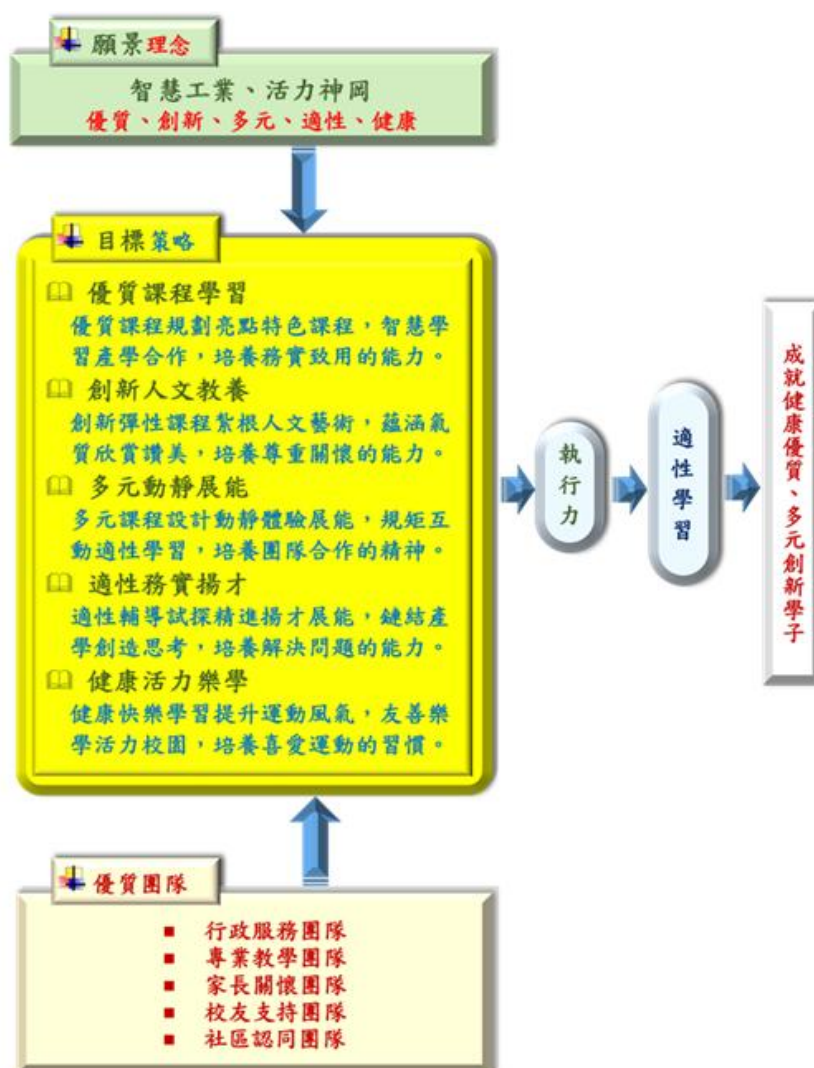 願景理念
智慧工業、活力神岡
優質、創新、多元、適性、健康
目標策略
優質課程學習
優質課程規劃亮點特色課程，智慧學
習產學合作，培養務實致用的能力。
創新人文教養
創新彈性課程紮根人文藝術，蘊涵氣
質欣賞讚美，培養尊重關懷的能力。
多元動靜展能
多元課程設計動靜體驗展能，規矩互
動適性學習，培養團隊合作的精神。
適性務實揚才
適性輔導試探精進揚才展能，鏈結產
學創造思考，培養解決問題的能力。
健康活力樂學
健康快樂學習提升運動風氣，友善樂
學活力校園，培養喜愛運動的習慣。
執行力
適性學習
成就健康優質、多元創新學子
優質團隊
行政服務團隊
專業教學團隊
家長關懷團隊
校友支持團隊
社區認同團隊